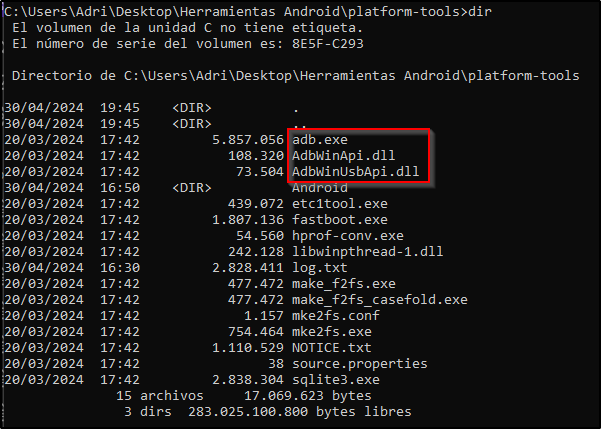 C:\Users\Adri\Desktop\Herramientas Android\platform-tools>dir
El volumen de la unidad C no tiene etiqueta.
El número de serie del volumen es: 8E5F-C293
Directorio de C:\Users\Adri\Desktop\Herramientas Android\platform-tools
30/04/2024  19:45    <DIR>          .
30/04/2024  19:45    <DIR>          ..
20/03/2024  17:42         5.857.056 adb.exe
20/03/2024  17:42           108.320 AdbWinApi.dll
20/03/2024  17:42            73.504 AdbWinUsbApi.dll
30/04/2024  16:50    <DIR>          Android
20/03/2024  17:42           439.072 etc1tool.exe
20/03/2024  17:42         1.807.136 fastboot.exe
20/03/2024  17:42            54.560 hprof-conv.exe
20/03/2024  17:42           242.128 libwinpthread-1.dll
30/04/2024  16:30         2.828.411 log.txt
20/03/2024  17:42           477.472 make_f2fs.exe
20/03/2024  17:42           477.472 make_f2fs_casefold.exe
20/03/2024  17:42             1.157 mke2fs.conf
20/03/2024  17:42           754.464 mke2fs.exe
20/03/2024  17:42         1.110.529 NOTICE.txt
20/03/2024  17:42                38 source.properties
20/03/2024  17:42         2.838.304 sqlite3.exe
15 archivos     17.069.623 bytes
3 dirs  283.025.100.800 bytes libres